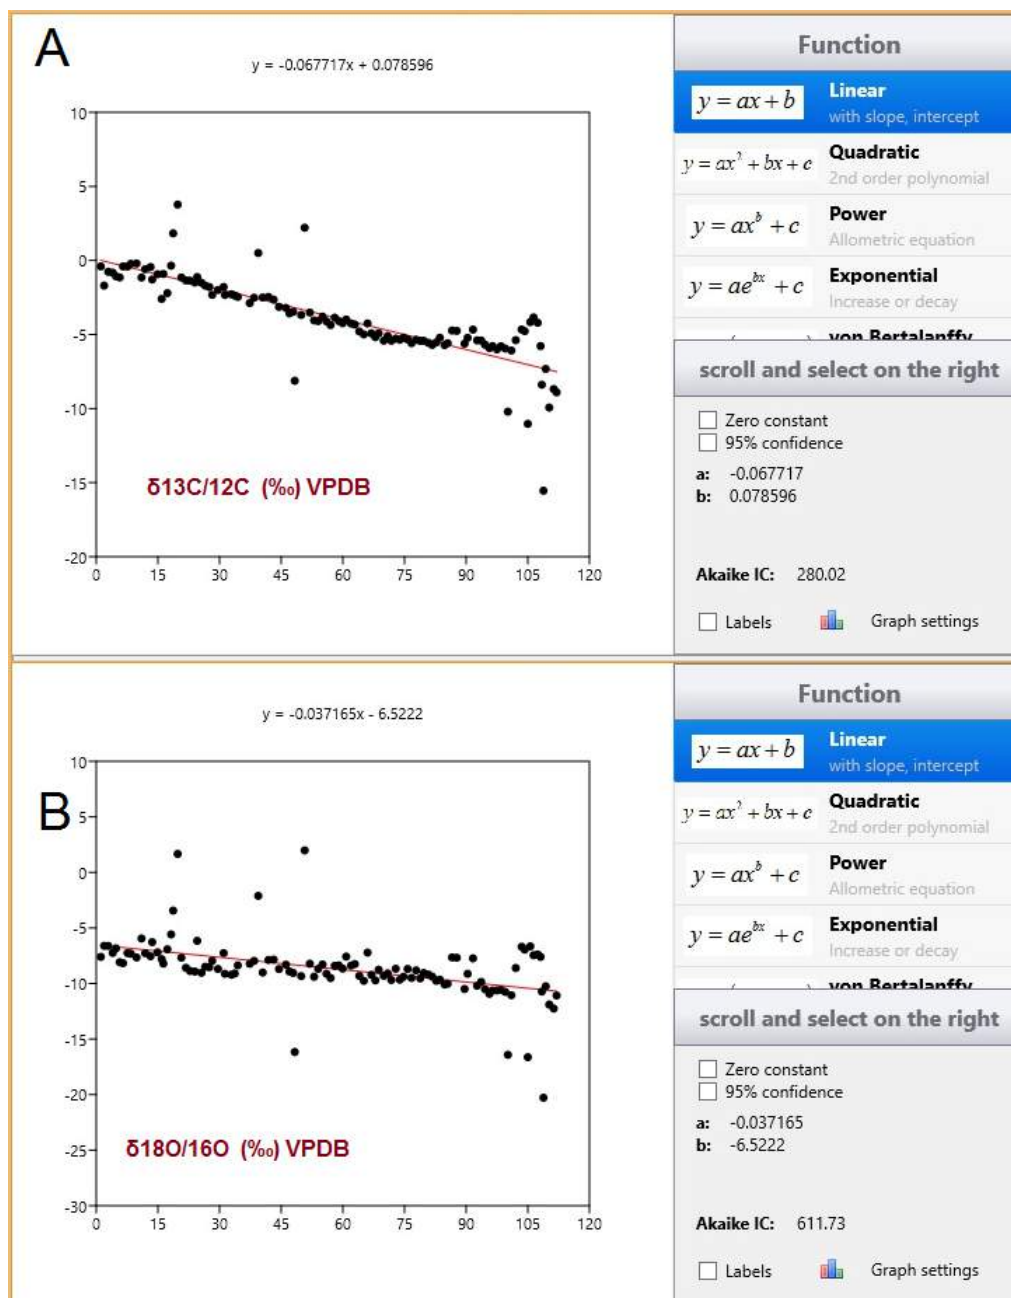 A
y = -0.067717x + 0.078596
10
5
0
-5
-10
-15
-20
0 15 30 45 60 75 90 105 120
δ13C/12C (‰) VPDB
Function
y = ax + b
Linear
with slope, intercept
y = ax² + bx + c
Quadratic
2nd order polynomial
y = ax^b + c
Power
Allometric equation
y = ae^bx + c
Exponential
Increase or decay
von Bertalanffy
scroll and select on the right
Zero constant
95% confidence
a: -0.067717
b: 0.078596
Akaike IC: 280.02
Labels Graph settings
B
y = -0.037165x - 6.5222
10
5
0
-5
-10
-15
-20
-25
-30
0 15 30 45 60 75 90 105 120
δ18O/16O (‰) VPDB
Function
y = ax + b
Linear
with slope, intercept
y = ax² + bx + c
Quadratic
2nd order polynomial
y = ax^b + c
Power
Allometric equation
y = ae^bx + c
Exponential
Increase or decay
von Bertalanffy
scroll and select on the right
Zero constant
95% confidence
a: -0.037165
b: -6.5222
Akaike IC: 611.73
Labels Graph settings